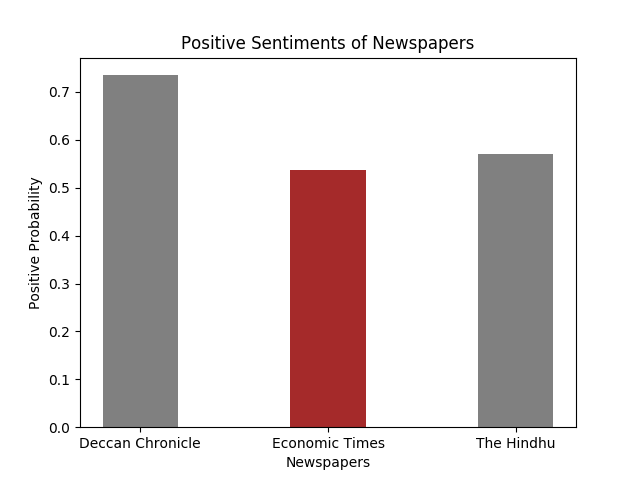 Positive Sentiments of Newspapers
Positive Probability
0.7
0.6
0.5
0.4
0.3
0.2
0.1
0.0
Deccan Chronicle
Economic Times
The Hindhu
Newspapers